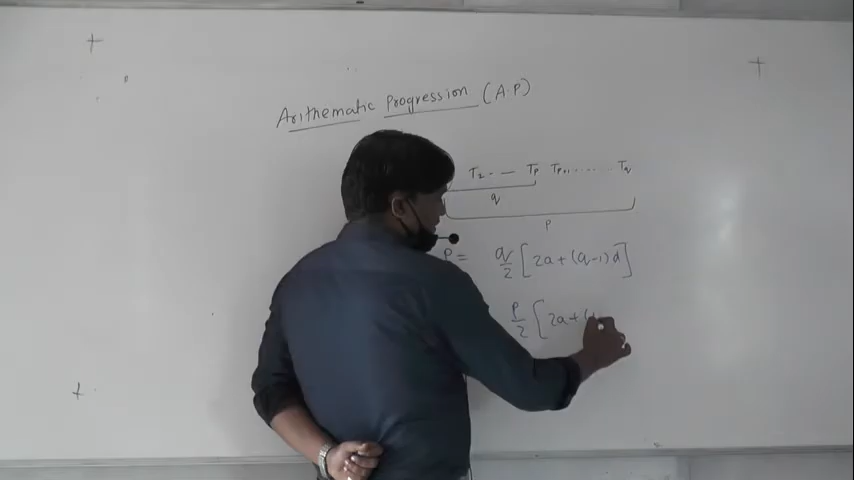 Arithematic Progression (A.P)
T2 .. — Tp Tp+1 ...... Tq
q
p
P = q/2 [2a + (q-1)d]
p/2 [2a + (